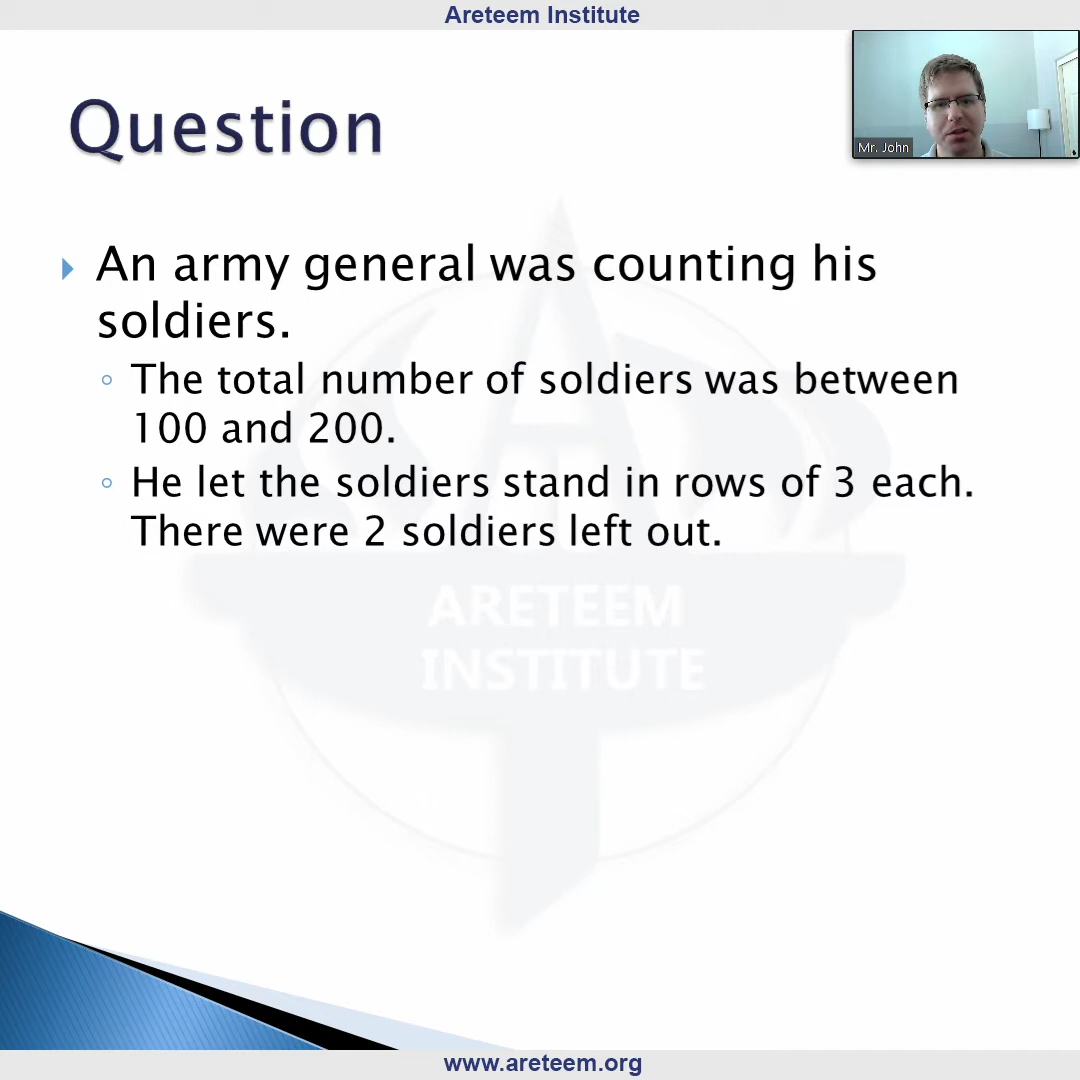 Areteem Institute
Question
Mr. John
An army general was counting his
soldiers.
The total number of soldiers was between
100 and 200.
He let the soldiers stand in rows of 3 each.
There were 2 soldiers left out.
ARETEEM
INSTITUTE
www.areteem.org